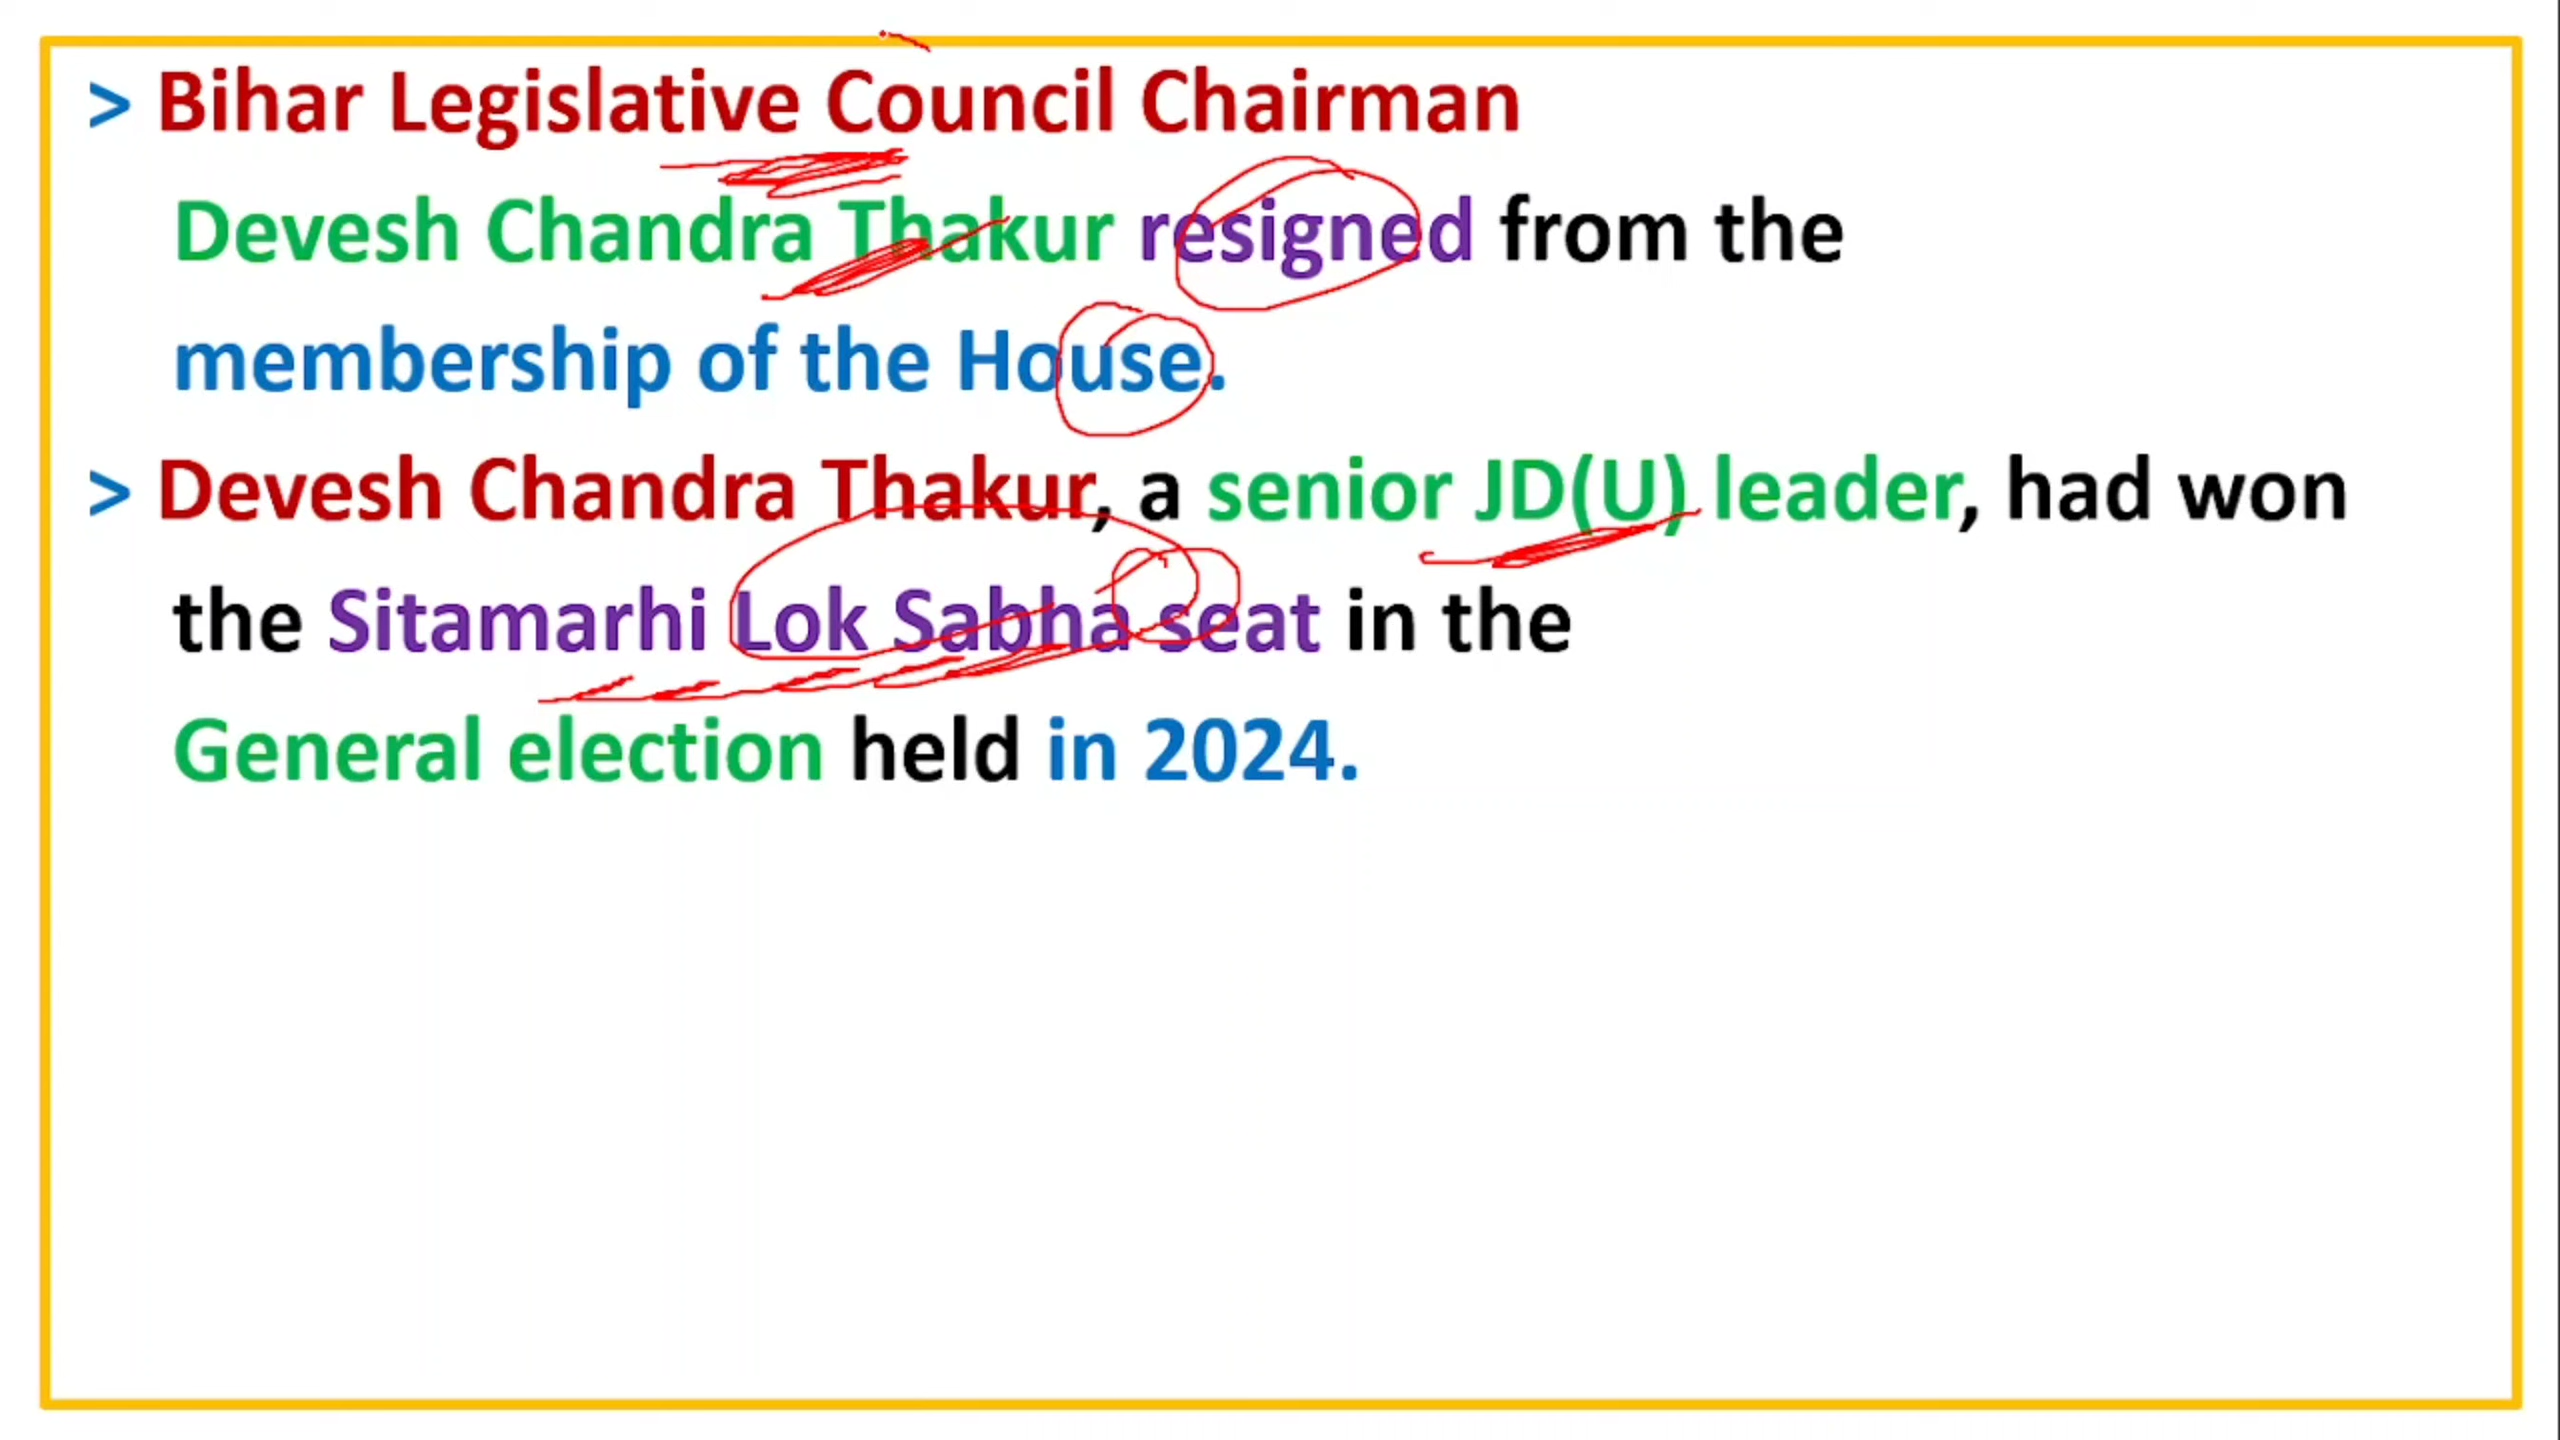 > Bihar Legislative Council Chairman
Devesh Chandra Thakur resigned from the
membership of the House.
> Devesh Chandra Thakur, a senior JD(U) leader, had won
the Sitamarhi Lok Sabha seat in the
General election held in 2024.